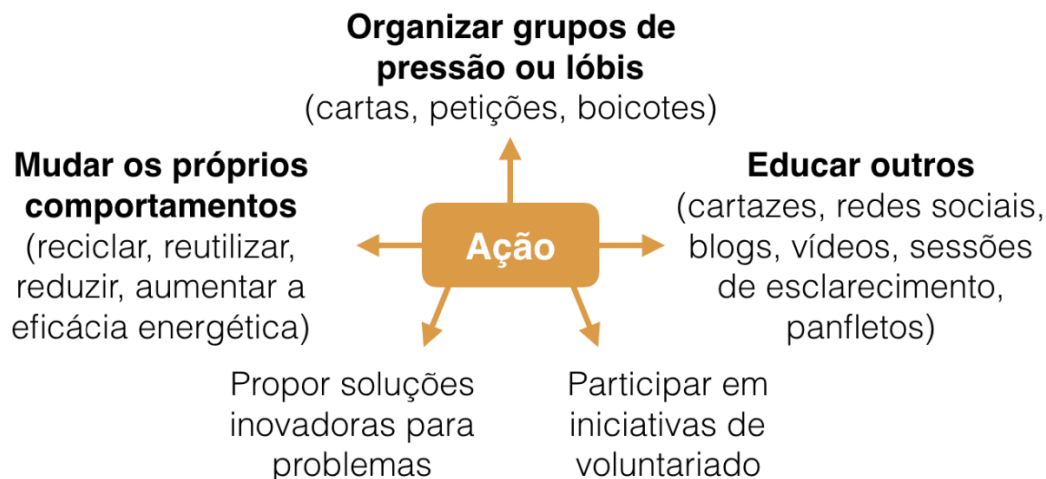 Organizar grupos de
pressão ou lóbis
(cartas, petições, boicotes)
Mudar os próprios
comportamentos
(reciclar, reutilizar,
reduzir, aumentar a
eficácia energética)
Ação
Educar outros
(cartazes, redes sociais,
blogs, vídeos, sessões
de esclarecimento,
panfletos)
Propor soluções
inovadoras para
problemas
Participar em
iniciativas de
voluntariado